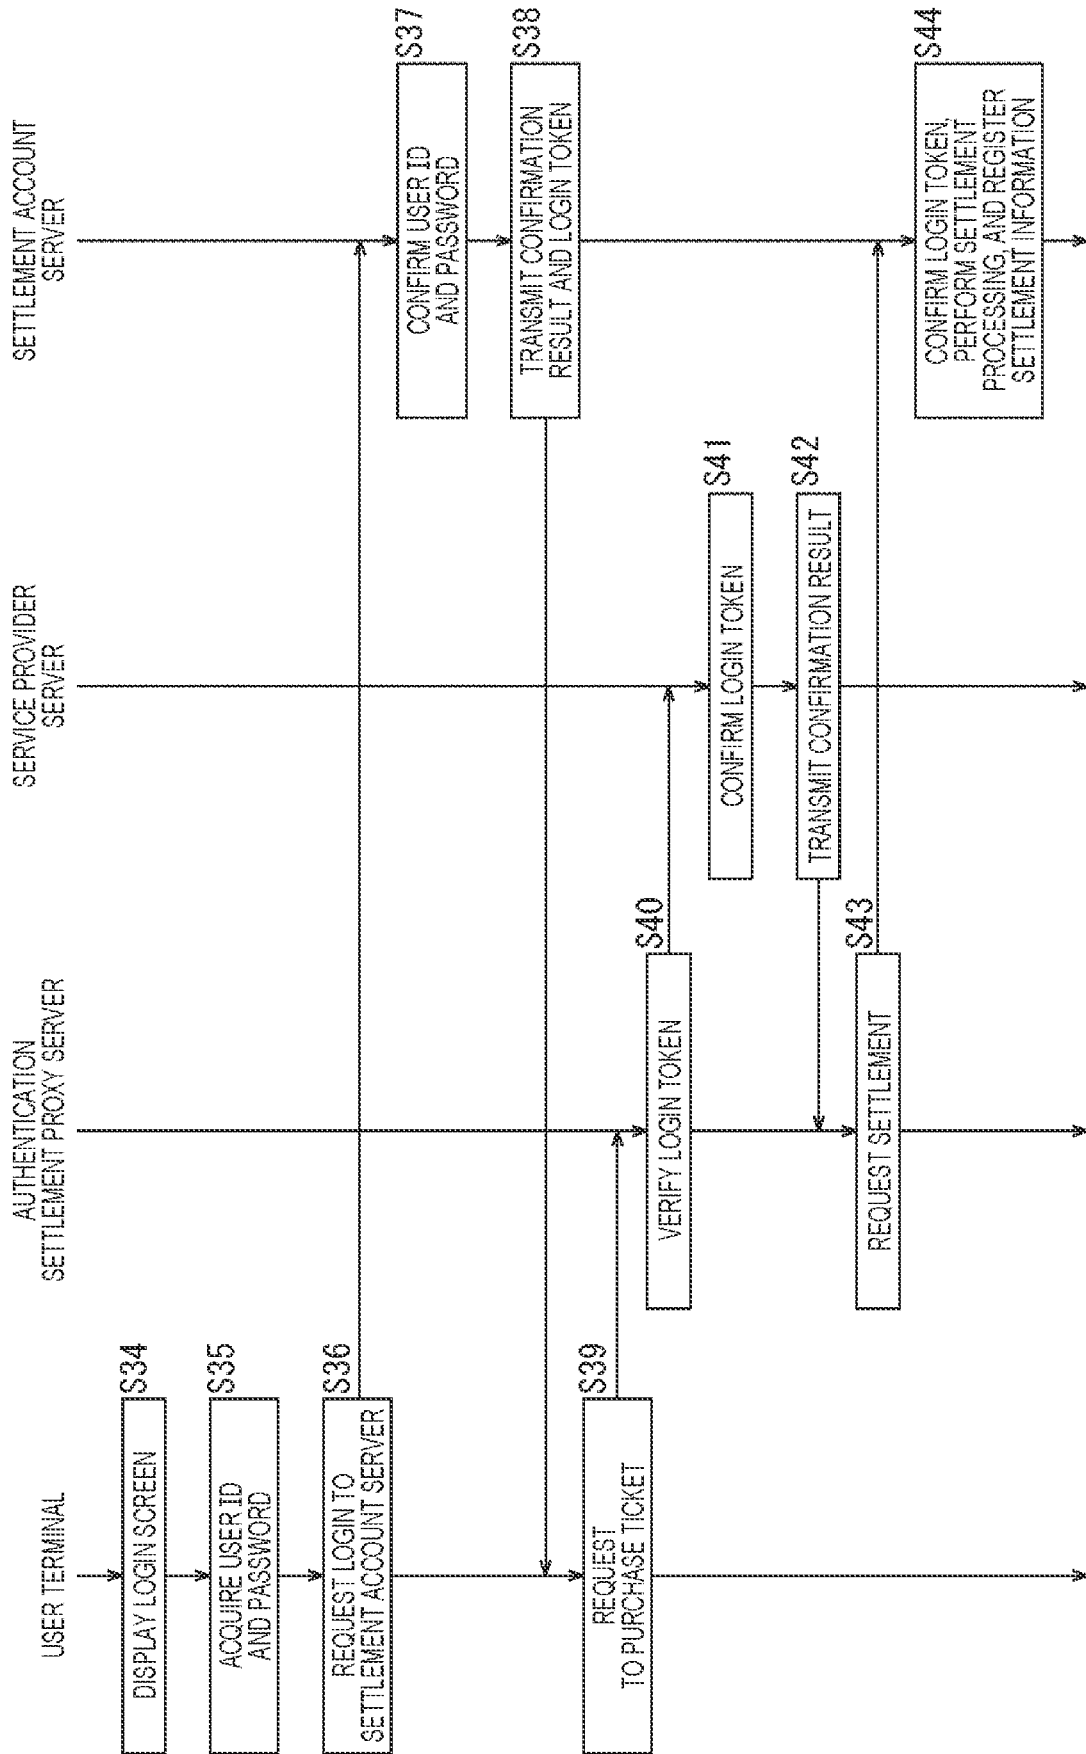 USER TERMINAL
AUTHENTICATION
SETTLEMENT PROXY SERVER
SERVICE PROVIDER
SERVER
SETTLEMENT ACCOUNT
SERVER
S34
DISPLAY LOGIN SCREEN
S35
ACQUIRE USER ID
AND PASSWORD
S36
REQUEST LOGIN TO
SETTLEMENT ACCOUNT SERVER
S37
CONFIRM USER ID
AND PASSWORD
S38
TRANSMIT CONFIRMATION
RESULT AND LOGIN TOKEN
S39
REQUEST
TO PURCHASE TICKET
S40
VERIFY LOGIN TOKEN
S41
CONFIRM LOGIN TOKEN
S42
TRANSMIT CONFIRMATION RESULT
S43
REQUEST SETTLEMENT
S44
CONFIRM LOGIN TOKEN,
PERFORM SETTLEMENT
PROCESSING, AND REGISTER
SETTLEMENT INFORMATION